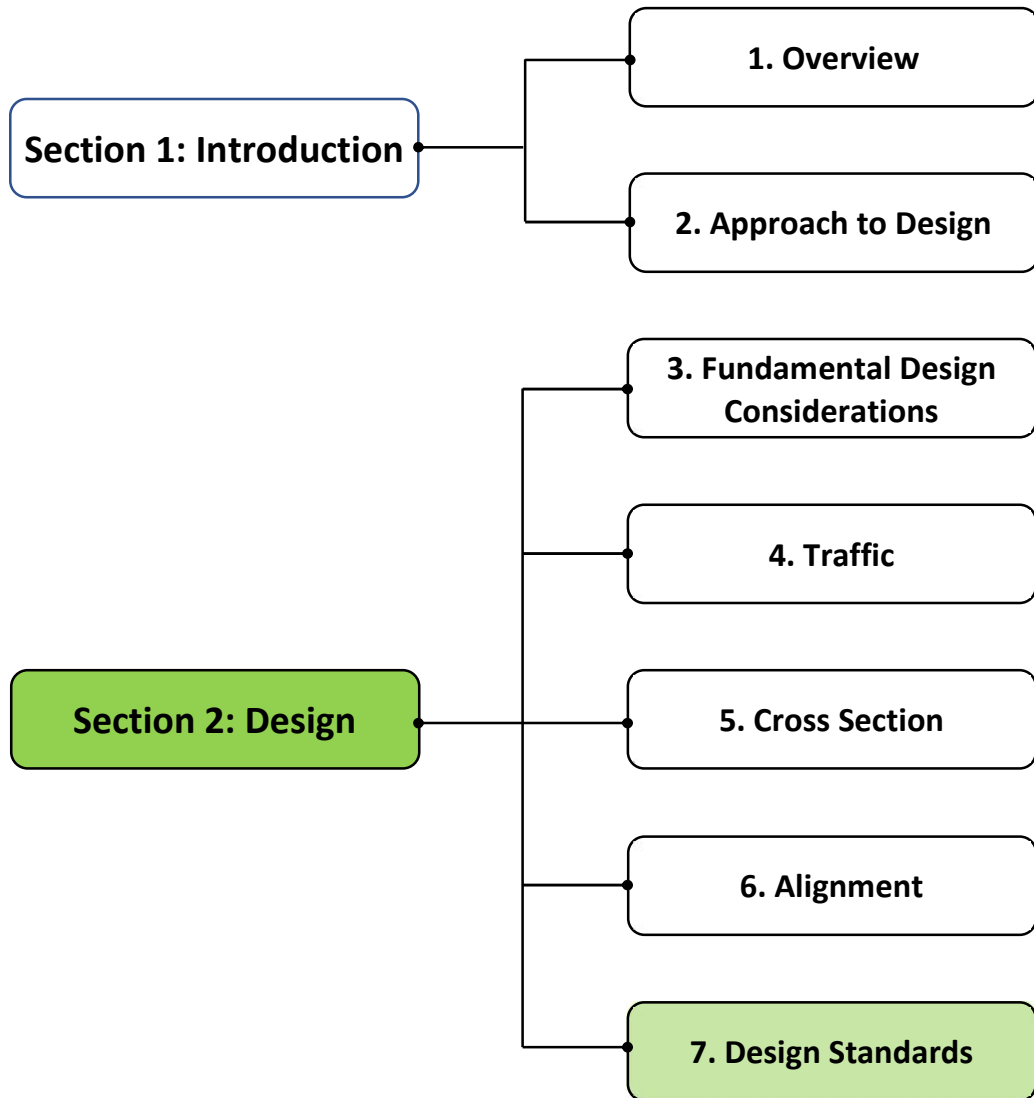 Section 1: Introduction
1. Overview
2. Approach to Design
Section 2: Design
3. Fundamental Design
Considerations
4. Traffic
5. Cross Section
6. Alignment
7. Design Standards